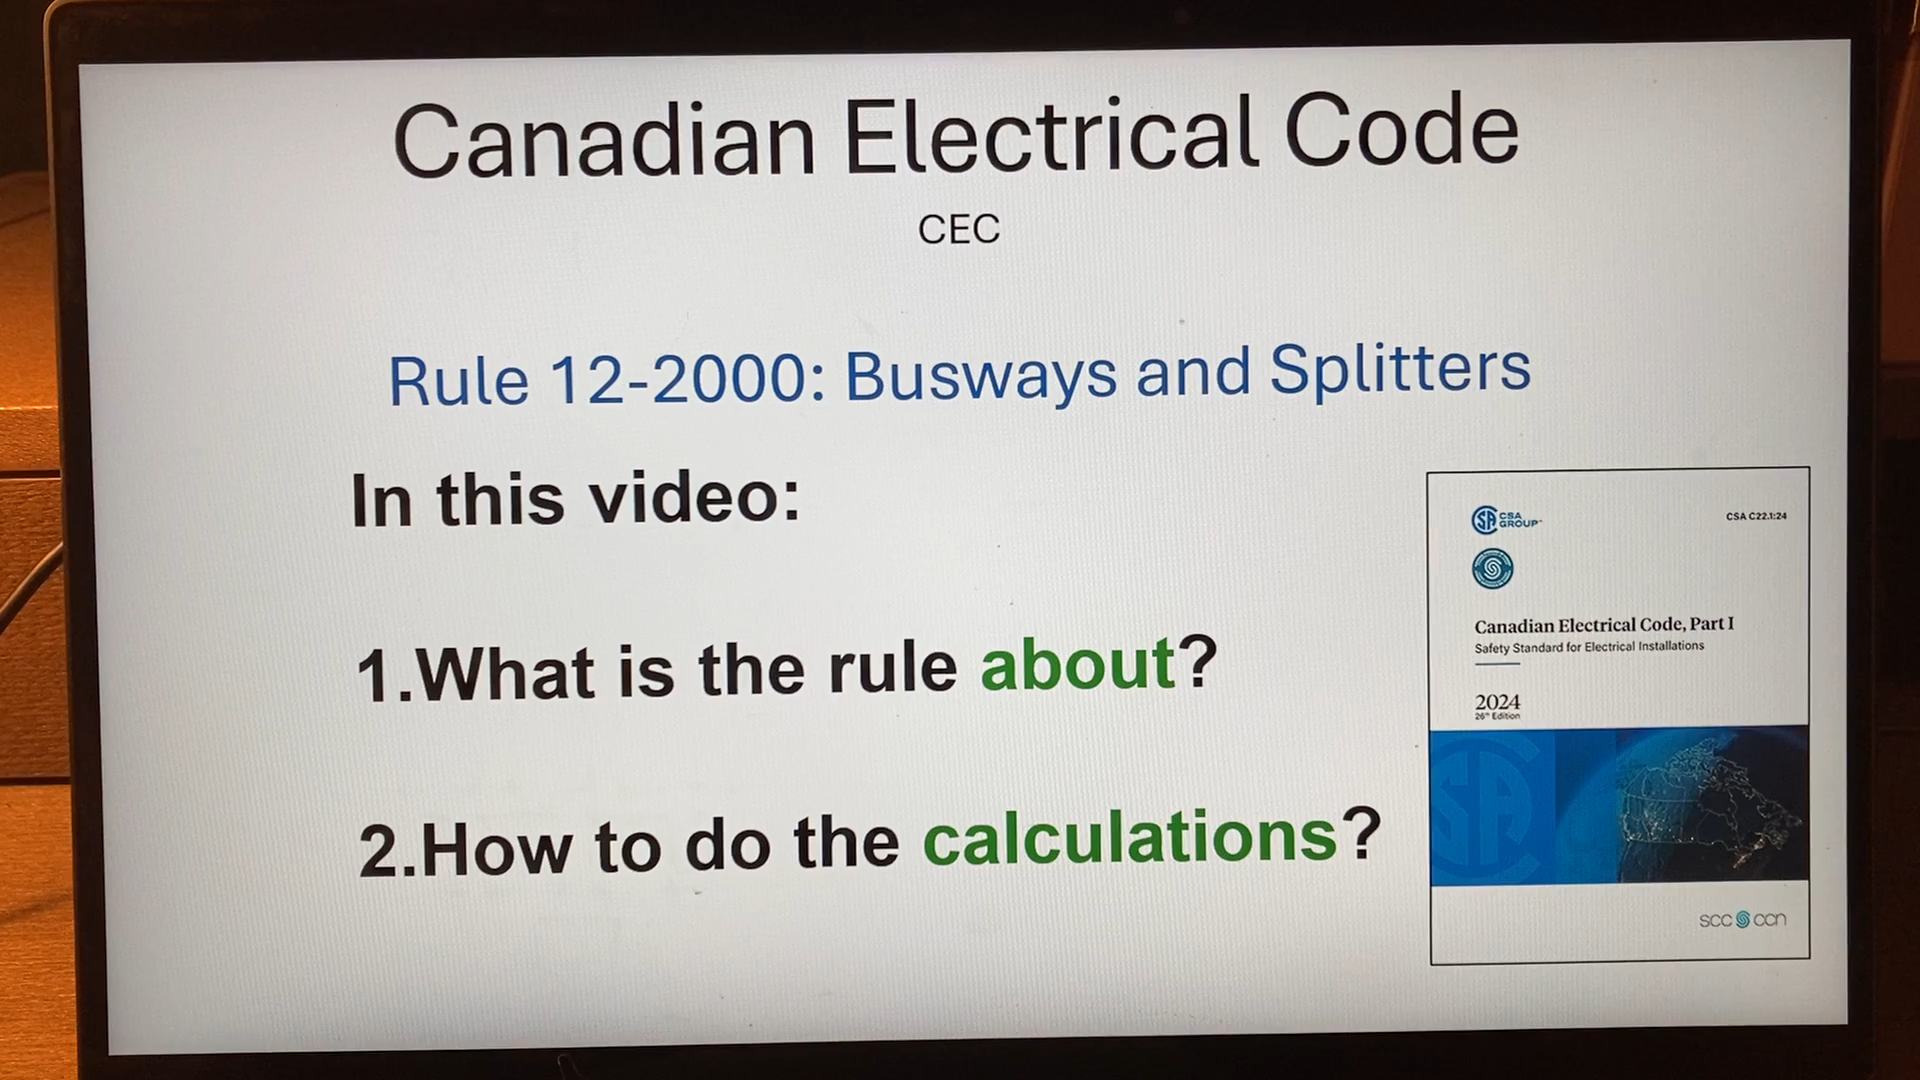 Canadian Electrical Code
CEC
Rule 12-2000: Busways and Splitters
In this video:
1.What is the rule about?
2.How to do the calculations?
CSA
GROUP™
CSA C22.1:24
Canadian Electrical Code, Part I
Safety Standard for Electrical Installations
2024
26th Edition
scc ccn